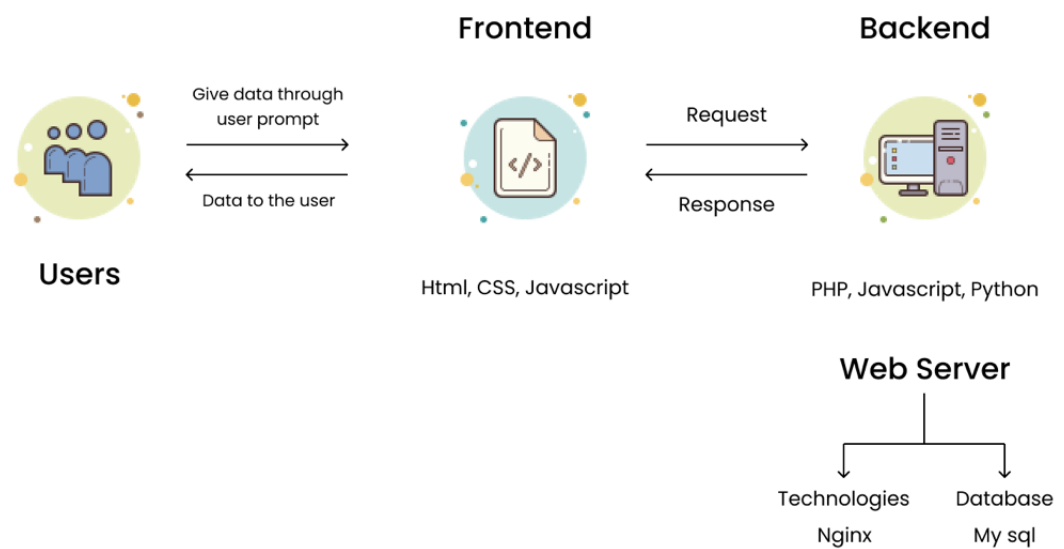 Frontend
Backend
Give data through
user prompt
Request
Data to the user
Response
Users
Html, CSS, Javascript
PHP, Javascript, Python
Web Server
Technologies
Database
Nginx
My sql